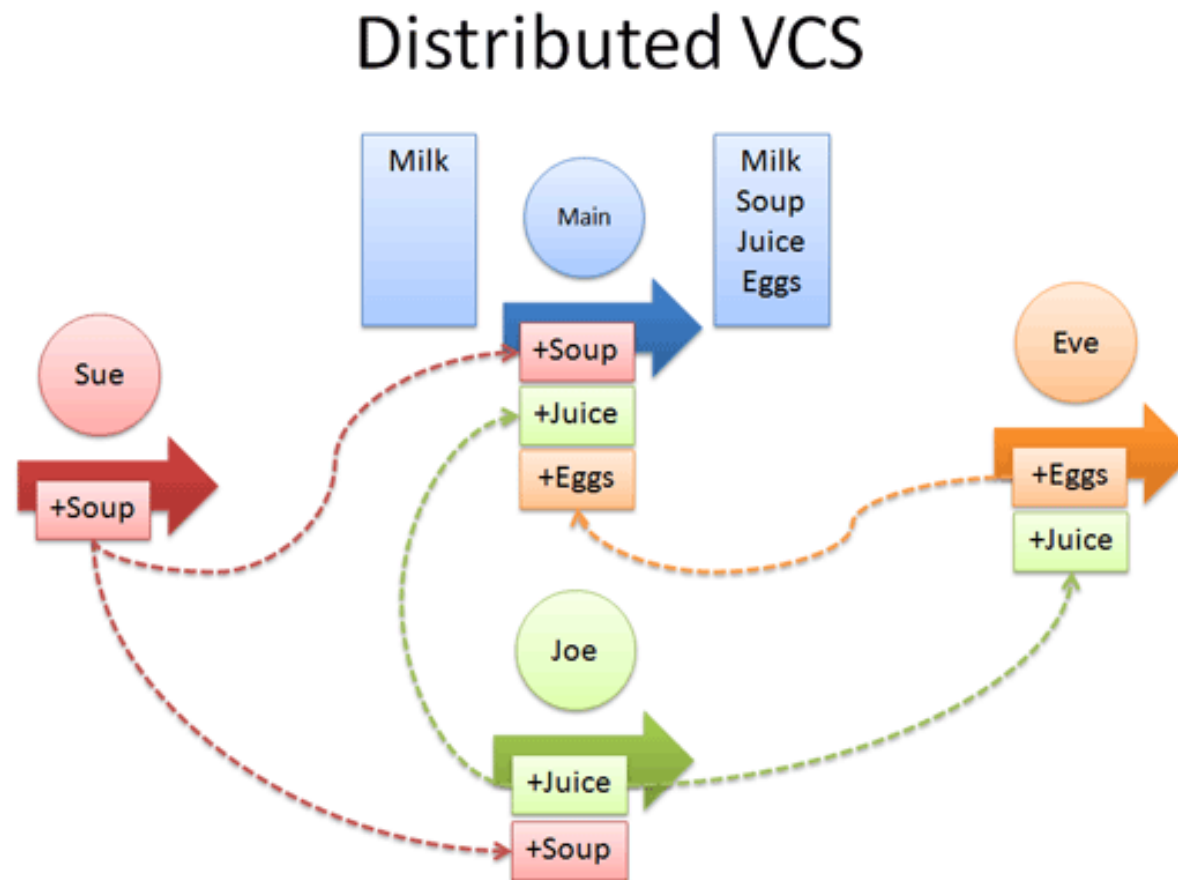 Distributed VCS
Milk
Main
Milk
Soup
Juice
Eggs
+Soup
+Juice
+Eggs
Sue
+Soup
Eve
+Eggs
+Juice
Joe
+Juice
+Soup